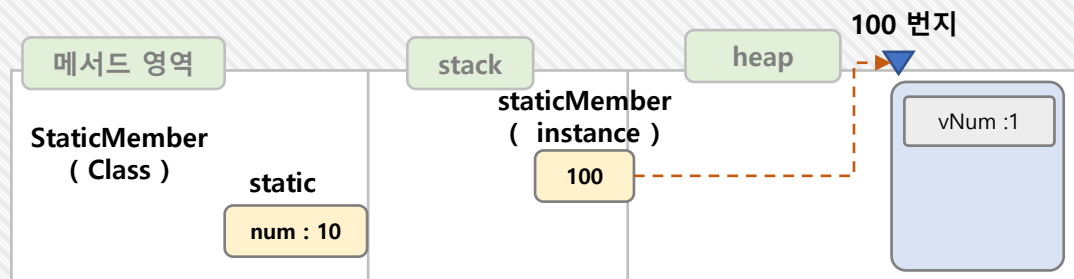 100 번지
메서드 영역
stack
heap
staticMember
( instance )
vNum :1
StaticMember
( Class )
100
static
num : 10